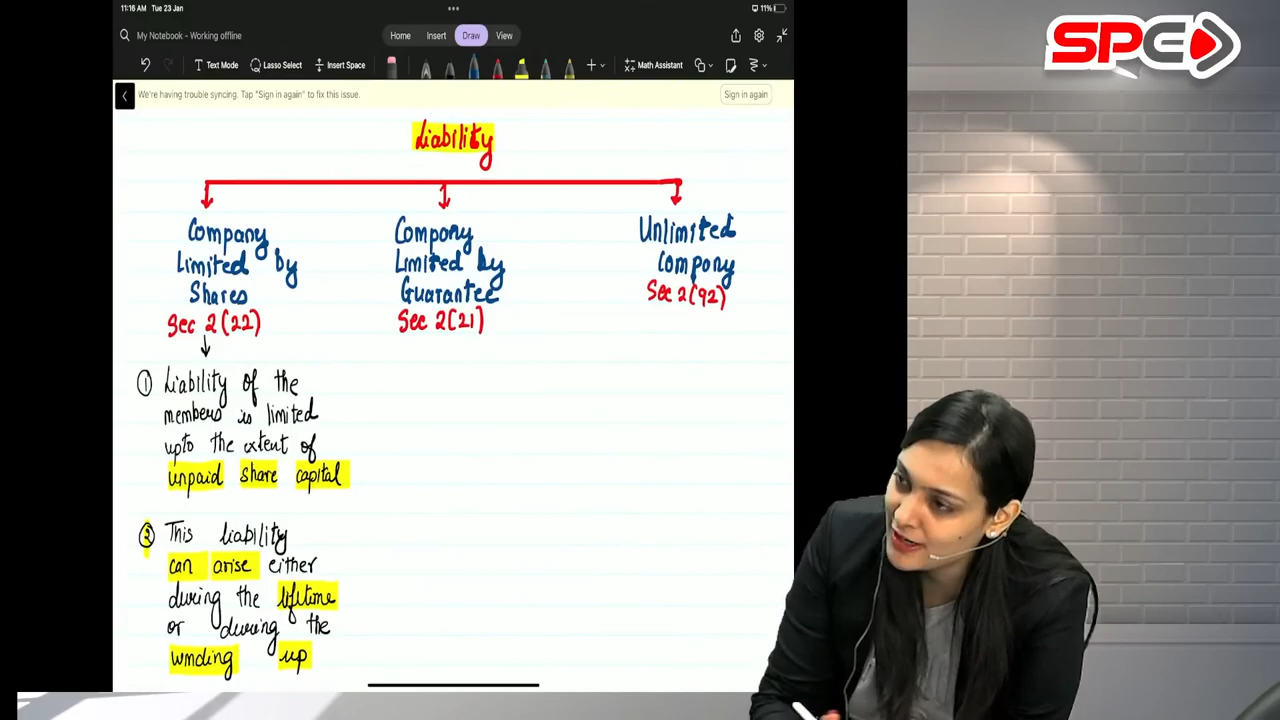 11:16 AM Tue 23 Jan
11%
My Notebook - Working offline
Home Insert Draw View
Text Mode Lasso Select Insert Space Math Assistant
We're having trouble syncing. Tap "Sign in again" to fix this issue.
Sign in again
SPE
Liability
Company
Limited by
Shares
Sec 2(22)
Company
Limited by
Guarantee
Sec 2(21)
Unlimited
Company
Sec 2(92)
① Liability of the
members is limited
upto the extent of
unpaid share capital
② This liability
can arise either
during the lifetime
or during the
winding up